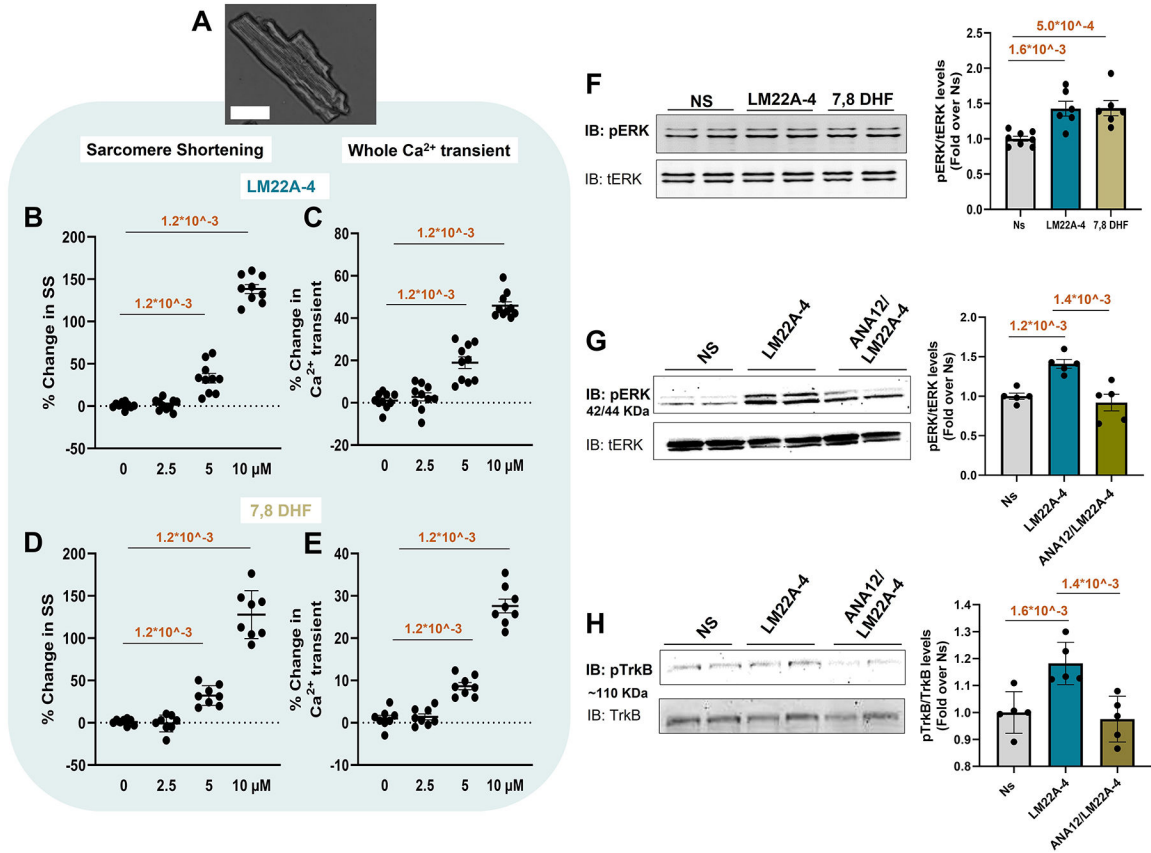 A
Sarcomere Shortening
Whole Ca²⁺ transient
LM22A-4
B
% Change in SS
200
150
100
50
0
-50
1.2*10^-3
1.2*10^-3
0 2.5 5 10 µM
C
% Change in
Ca²⁺ transient
80
60
40
20
0
-20
1.2*10^-3
1.2*10^-3
0 2.5 5 10 µM
7,8 DHF
D
% Change in SS
200
150
100
50
0
-50
1.2*10^-3
1.2*10^-3
0 2.5 5 10 µM
E
% Change in
Ca²⁺ transient
40
30
20
10
0
-10
1.2*10^-3
1.2*10^-3
0 2.5 5 10 µM
F
NS LM22A-4 7,8 DHF
IB: pERK
IB: tERK
pERK/tERK levels
(Fold over Ns)
2.5
2.0
1.5
1.0
0.5
0.0
5.0*10^-4
1.6*10^-3
Ns LM22A-4 7,8 DHF
G
NS
LM22A-4
ANA12/
LM22A-4
IB: pERK
42/44 KDa
IB: tERK
pERK/tERK levels
(Fold over Ns)
2.0
1.5
1.0
0.5
0.0
1.4*10^-3
1.2*10^-3
Ns
LM22A-4
ANA12/LM22A-4
H
NS
LM22A-4
ANA12/
LM22A-4
IB: pTrkB
~110 KDa
IB: TrkB
pTrkB/TrkB levels
(Fold over Ns)
1.4
1.3
1.2
1.1
1.0
0.9
0.8
1.4*10^-3
1.6*10^-3
Ns
LM22A-4
ANA12/LM22A-4